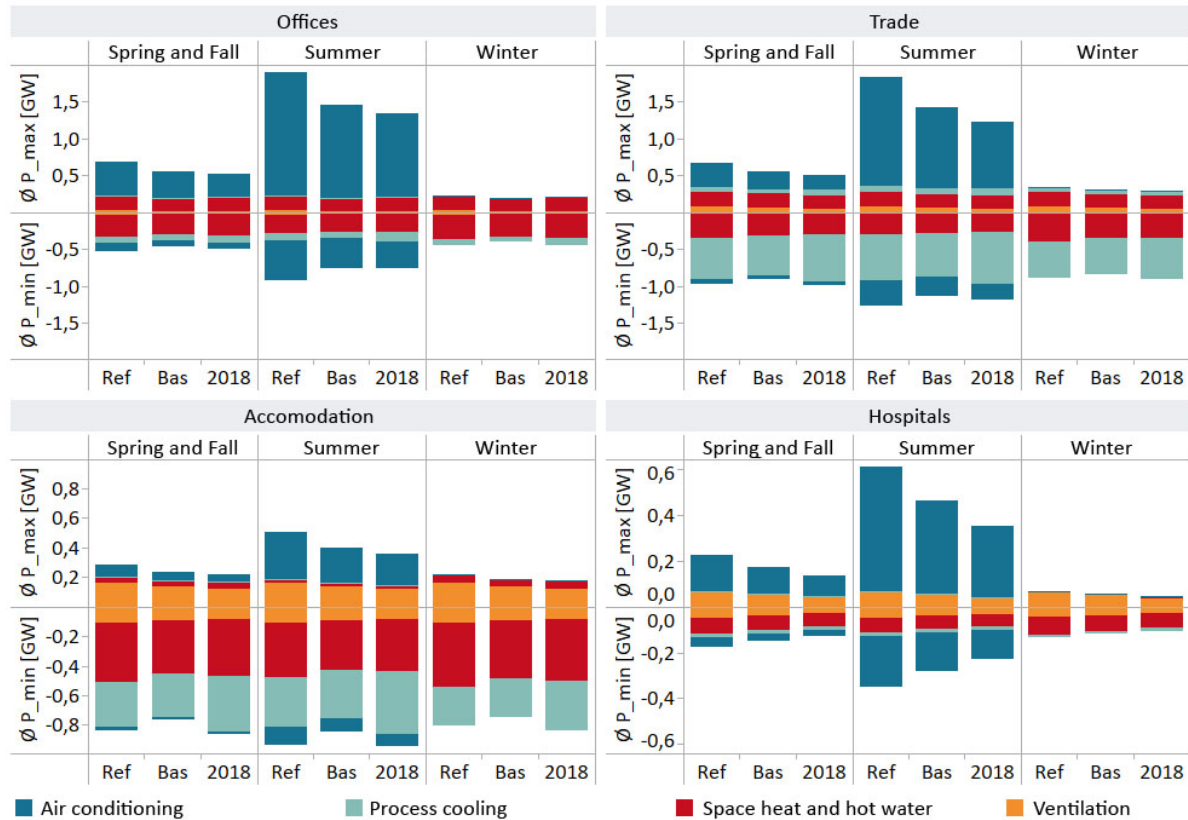 Offices
Spring and Fall Summer Winter
Ø P_max [GW]
1,5
1,0
0,5
Ø P_min [GW]
-0,5
-1,0
-1,5
Ref Bas 2018 Ref Bas 2018 Ref Bas 2018
Trade
Spring and Fall Summer Winter
Ø P_max [GW]
1,5
1,0
0,5
Ø P_min [GW]
-0,5
-1,0
-1,5
Ref Bas 2018 Ref Bas 2018 Ref Bas 2018
Accomodation
Spring and Fall Summer Winter
Ø P_max [GW]
0,8
0,6
0,4
0,2
Ø P_min [GW]
-0,2
-0,4
-0,6
-0,8
Ref Bas 2018 Ref Bas 2018 Ref Bas 2018
Hospitals
Spring and Fall Summer Winter
Ø P_max [GW]
0,6
0,4
0,2
0,0
Ø P_min [GW]
0,0
-0,2
-0,4
-0,6
Ref Bas 2018 Ref Bas 2018 Ref Bas 2018
Air conditioning Process cooling Space heat and hot water Ventilation